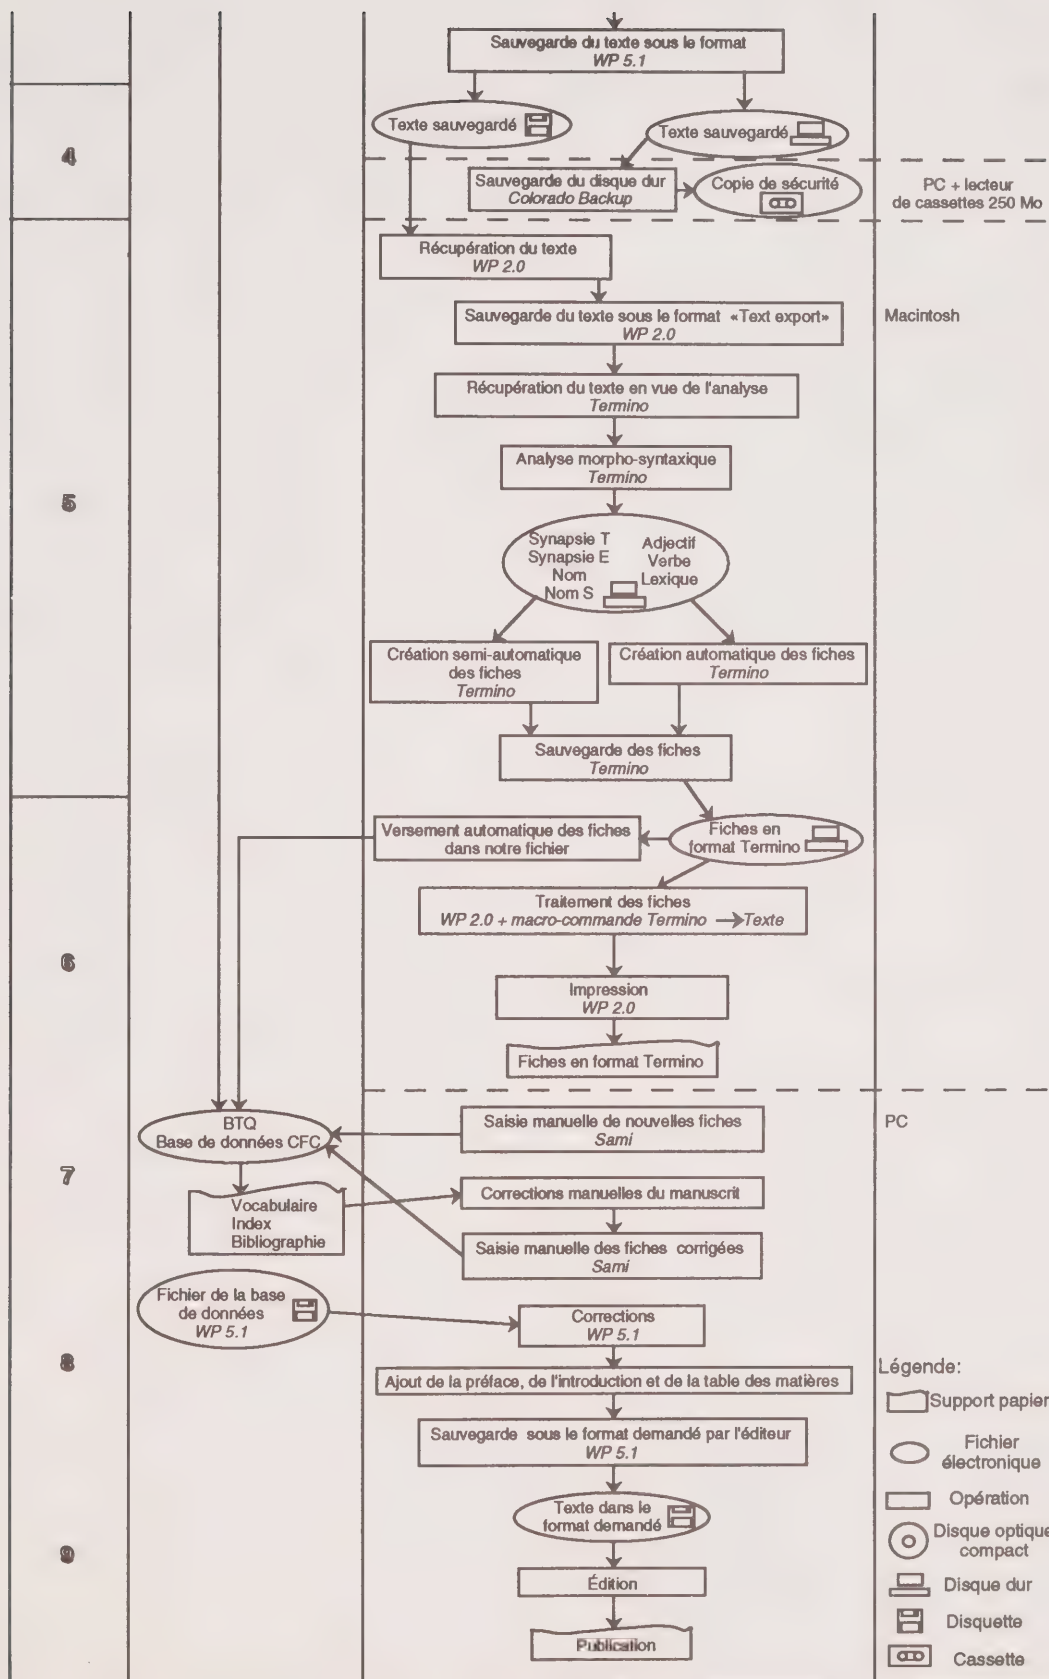 Sauvegarde du texte sous le format
WP 5.1
Texte sauvegardé
Texte sauvegardé
4
Sauvegarde du disque dur
Colorado Backup
Copie de sécurité
PC + lecteur
de cassettes 250 Mo
Récupération du texte
WP 2.0
Sauvegarde du texte sous le format «Text export»
WP 2.0
Macintosh
Récupération du texte en vue de l'analyse
Termino
Analyse morpho-syntaxique
Termino
5
Synapsie T
Synapsie E
Nom
Nom S
Adjectif
Verbe
Lexique
Création semi-automatique
des fiches
Termino
Création automatique des fiches
Termino
Sauvegarde des fiches
Termino
Versement automatique des fiches
dans notre fichier
Fiches en
format Termino
Traitement des fiches
WP 2.0 + macro-commande Termino → Texte
6
Impression
WP 2.0
Fiches en format Termino
BTQ
Base de données CFC
Saisie manuelle de nouvelles fiches
Sami
PC
7
Vocabulaire
Index
Bibliographie
Corrections manuelles du manuscrit
Saisie manuelle des fiches corrigées
Sami
Fichier de la base
de données
WP 5.1
Corrections
WP 5.1
8
Ajout de la préface, de l'introduction et de la table des matières
Sauvegarde sous le format demandé par l'éditeur
WP 5.1
Texte dans le
format demandé
9
Édition
Publication
Légende:
Support papier
Fichier
électronique
Opération
Disque optique
compact
Disque dur
Disquette
Cassette